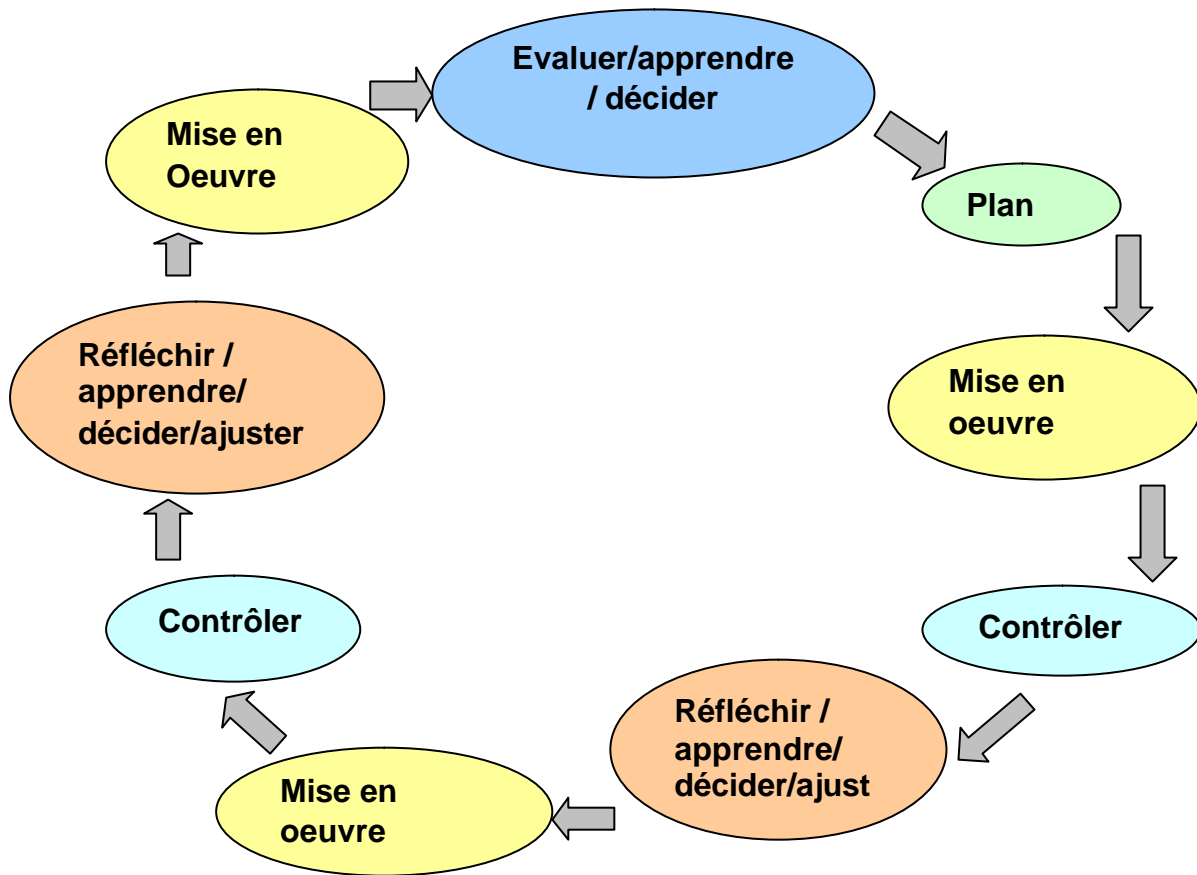 Evaluer/apprendre
/ décider
Plan
Mise en
oeuvre
Contrôler
Réfléchir /
apprendre/
décider/ajust
Mise en
oeuvre
Contrôler
Réfléchir /
apprendre/
décider/ajuster
Mise en
Oeuvre